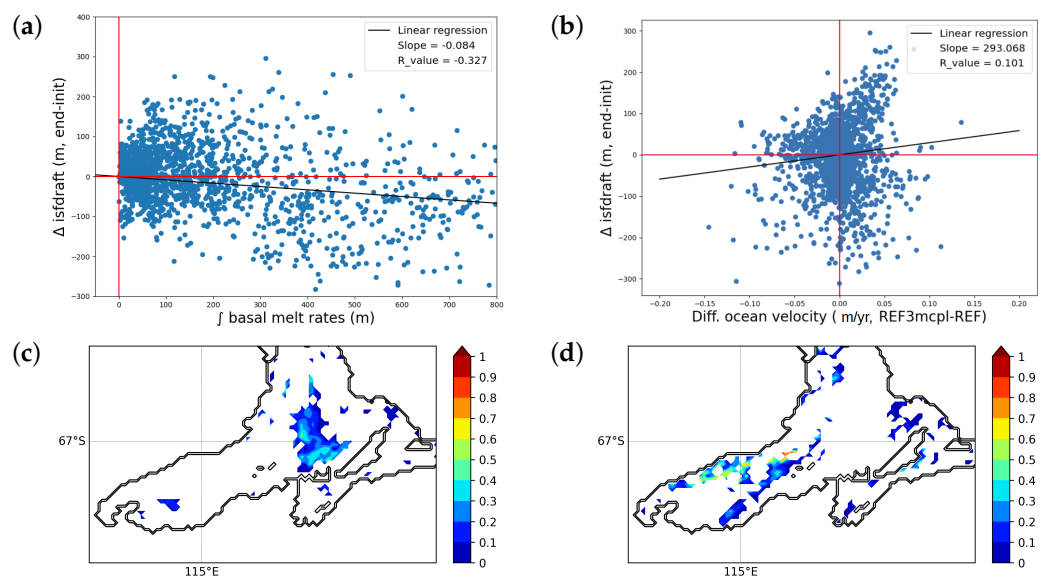 (a)
400
300
200
100
0
−100
−200
−300
Δ isfdraft (m, end-init)
Linear regression
Slope = -0.084
R_value = -0.327
0 100 200 300 400 500 600 700 800
∫ basal melt rates (m)
(b)
300
200
100
0
−100
−200
−300
Δ isfdraft (m, end-init)
Linear regression
Slope = 293.068
R_value = 0.101
−0.20 −0.15 −0.10 −0.05 0.00 0.05 0.10 0.15 0.20
Diff. ocean velocity ( m/yr, REF3mcpl-REF)
(c)
67°S
115°E
1
0.9
0.8
0.7
0.6
0.5
0.4
0.3
0.2
0.1
0
(d)
67°S
115°E
1
0.9
0.8
0.7
0.6
0.5
0.4
0.3
0.2
0.1
0